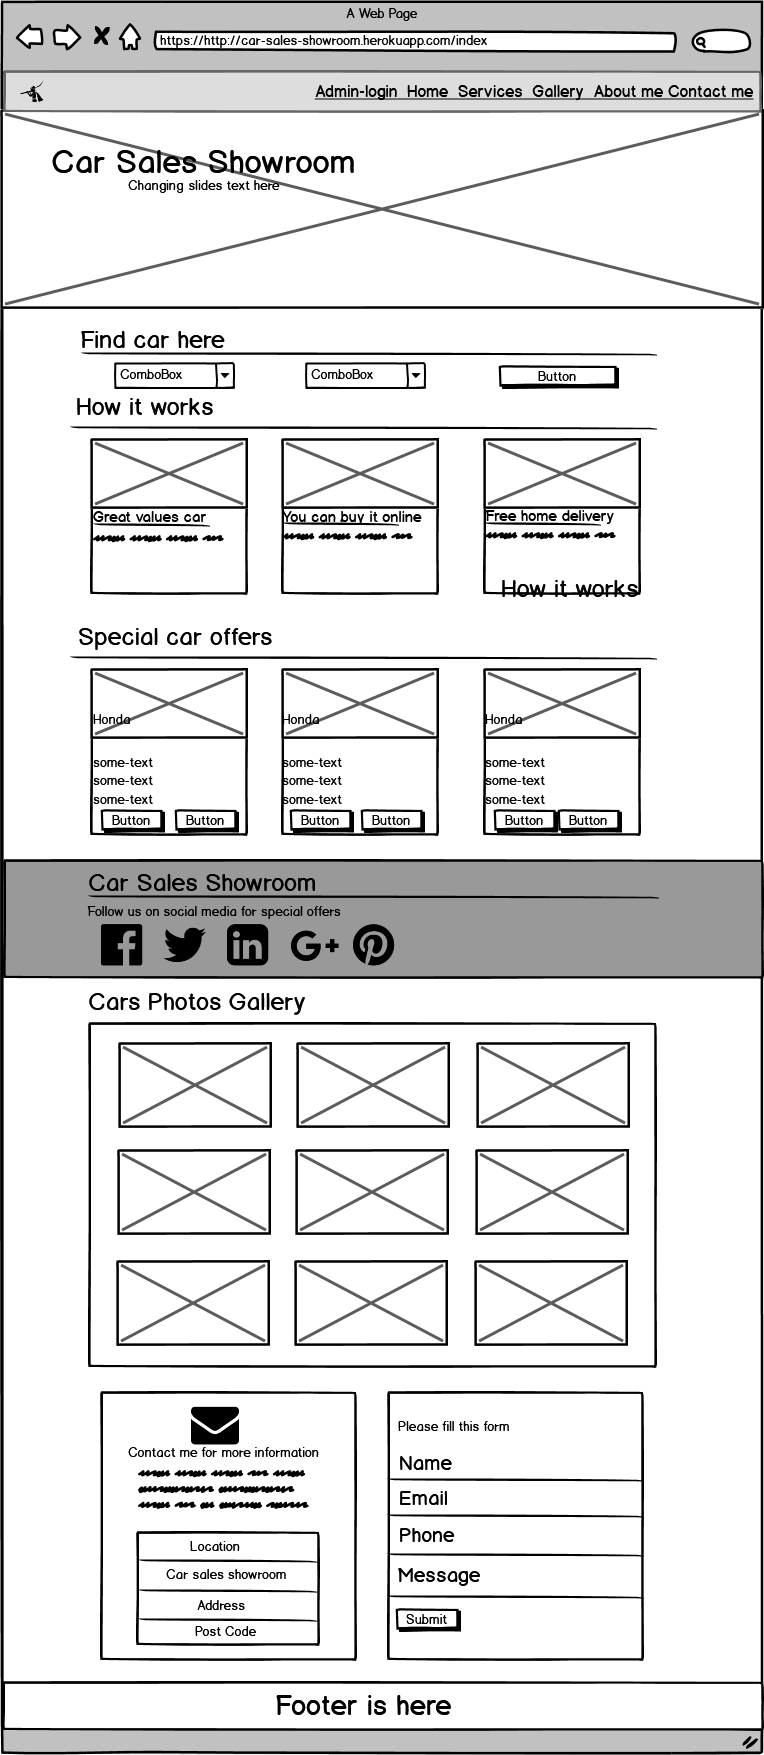 A Web Page
https://http://car-sales-showroom.herokuapp.com/index
Admin-login Home Services Gallery About me Contact me
Car Sales Showroom
Changing slides text here
Find car here
ComboBox ComboBox Button
How it works
Great values car You can buy it online Free home delivery
How it works
Special car offers
Honda Honda Honda
some-text some-text some-text
some-text some-text some-text
some-text some-text some-text
Button Button Button Button Button Button
Car Sales Showroom
Follow us on social media for special offers
Cars Photos Gallery
Contact me for more information
Location
Car sales showroom
Address
Post Code
Please fill this form
Name
Email
Phone
Message
Submit
Footer is here